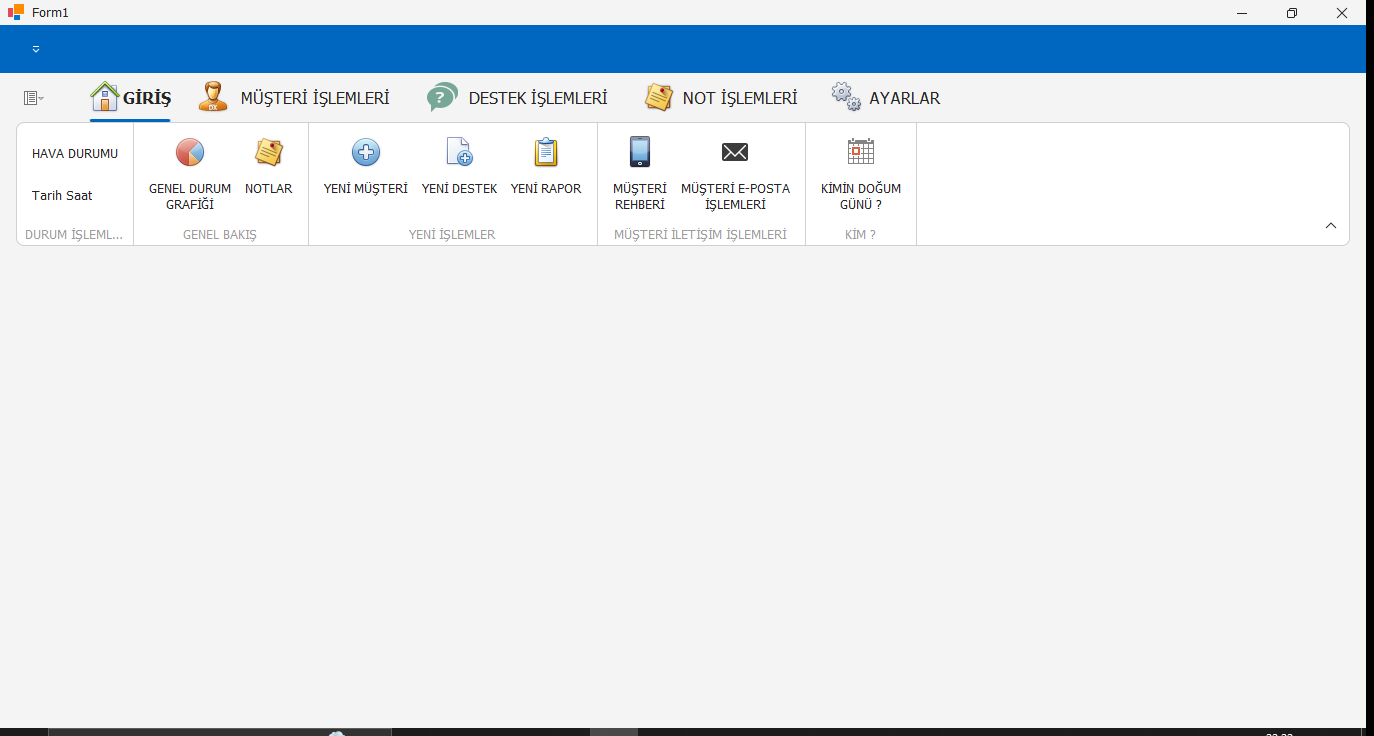 Form1
GİRİŞ
MÜŞTERİ İŞLEMLERİ
DESTEK İŞLEMLERİ
NOT İŞLEMLERİ
AYARLAR
HAVA DURUMU
Tarih Saat
DURUM İŞLEML...
GENEL DURUM
GRAFİĞİ
NOTLAR
GENEL BAKIŞ
YENİ MÜŞTERİ
YENİ DESTEK
YENİ RAPOR
YENİ İŞLEMLER
MÜŞTERİ
REHBERİ
MÜŞTERİ E-POSTA
İŞLEMLERİ
MÜŞTERİ İLETİŞİM İŞLEMLERİ
KİMİN DOĞUM
GÜNÜ ?
KİM ?